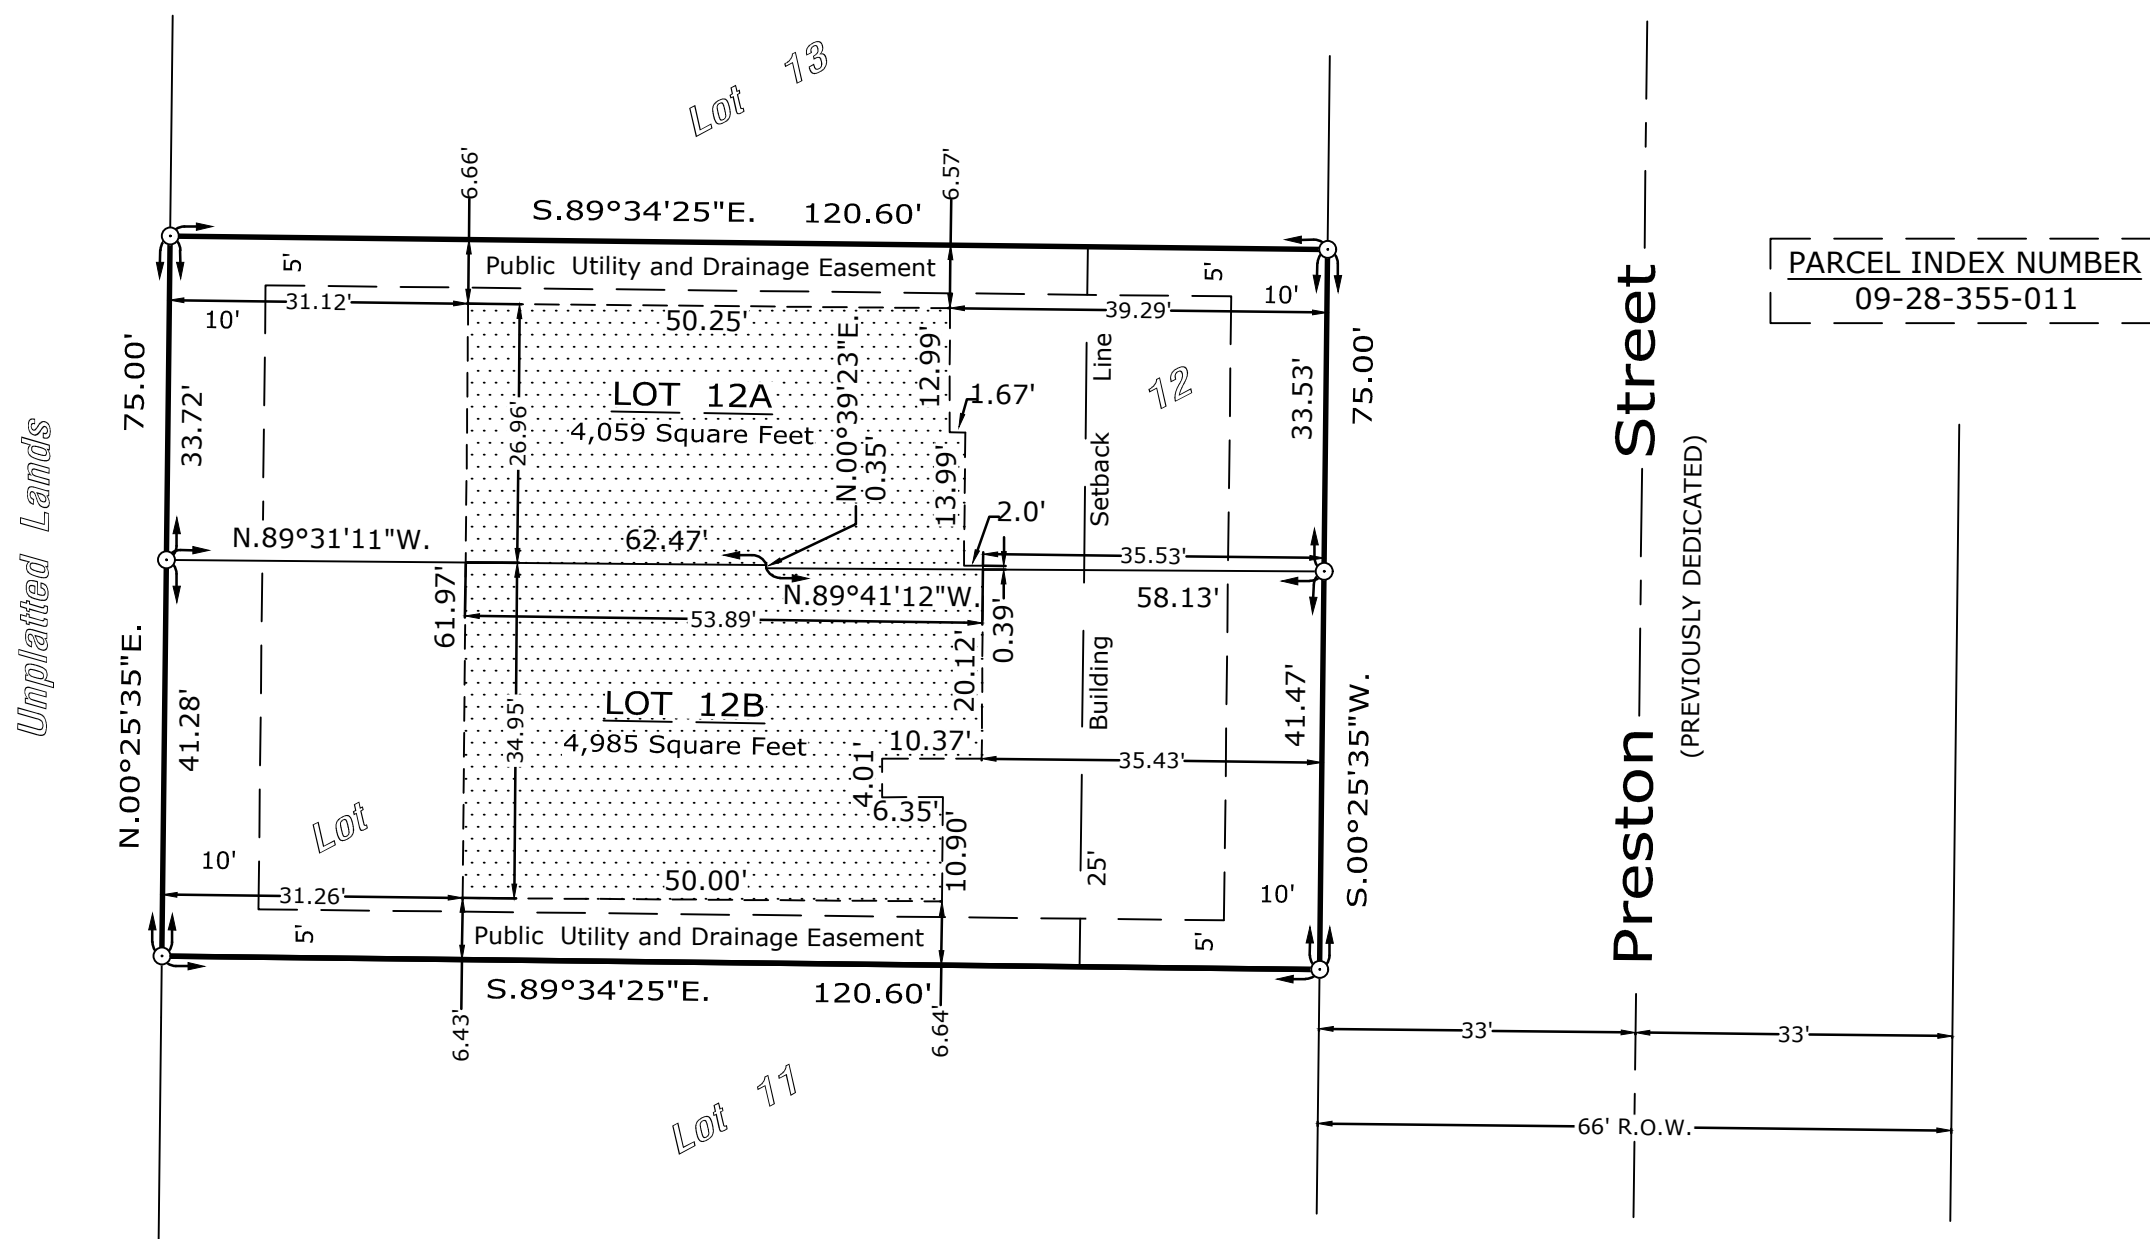 Lot 13
6.66'
6.57'
S.89°34'25"E. 120.60'
5'
Public Utility and Drainage Easement
5'
31.12'
10'
50.25'
39.29'
10'
PARCEL INDEX NUMBER
09-28-355-011
75.00'
33.72'
LOT 12A
4,059 Square Feet
26.96'
N.00°39'23"E.
0.35'
12.99'
1.67'
13.99'
2.0'
Building Setback Line
25'
12
33.53'
75.00'
Preston Street
(PREVIOUSLY DEDICATED)
Unplatted Lands
N.89°31'11"W.
62.47'
35.53'
N.89°41'12"W.
58.13'
61.97'
53.89'
0.39'
20.12'
N.00°25'35"E.
41.28'
LOT 12B
4,985 Square Feet
34.95'
10.37'
4.01'
6.35'
10.90'
35.43'
41.47'
S.00°25'35"W.
Lot
10'
31.26'
50.00'
10'
5'
Public Utility and Drainage Easement
5'
S.89°34'25"E. 120.60'
6.43'
6.64'
33'
33'
66' R.O.W.
Lot 11